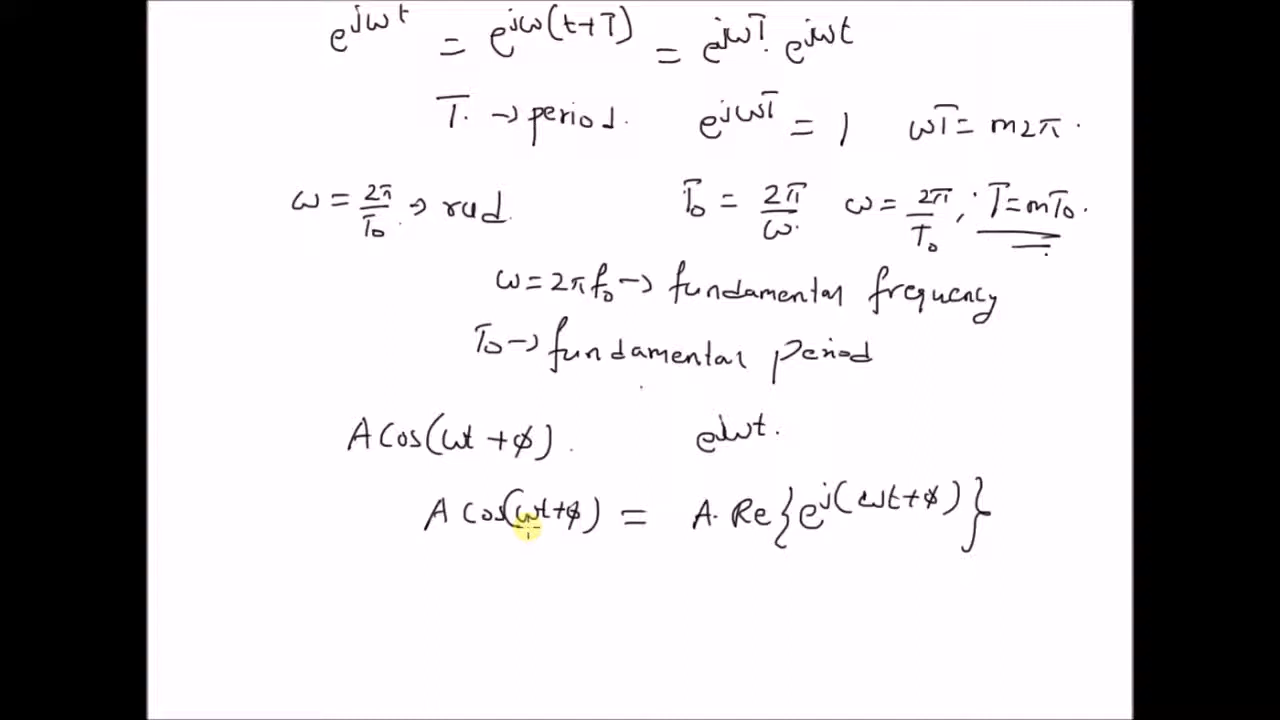 e^{jωt} = e^{jω(t+T)} = e^{jωT}. e^{jωt}
T. → period. e^{jωT} = 1 ωT = m2π.
ω = 2π/T₀ → rad. T₀ = 2π/ω. ω = 2π/T₀, T=mT₀.
ω = 2πf₀ → fundamental frequency
T₀ → fundamental period
A Cos(ωt + φ). e^{jωt}.
A Cos(ωt+φ) = A. Re{e^{j(ωt+φ)}}